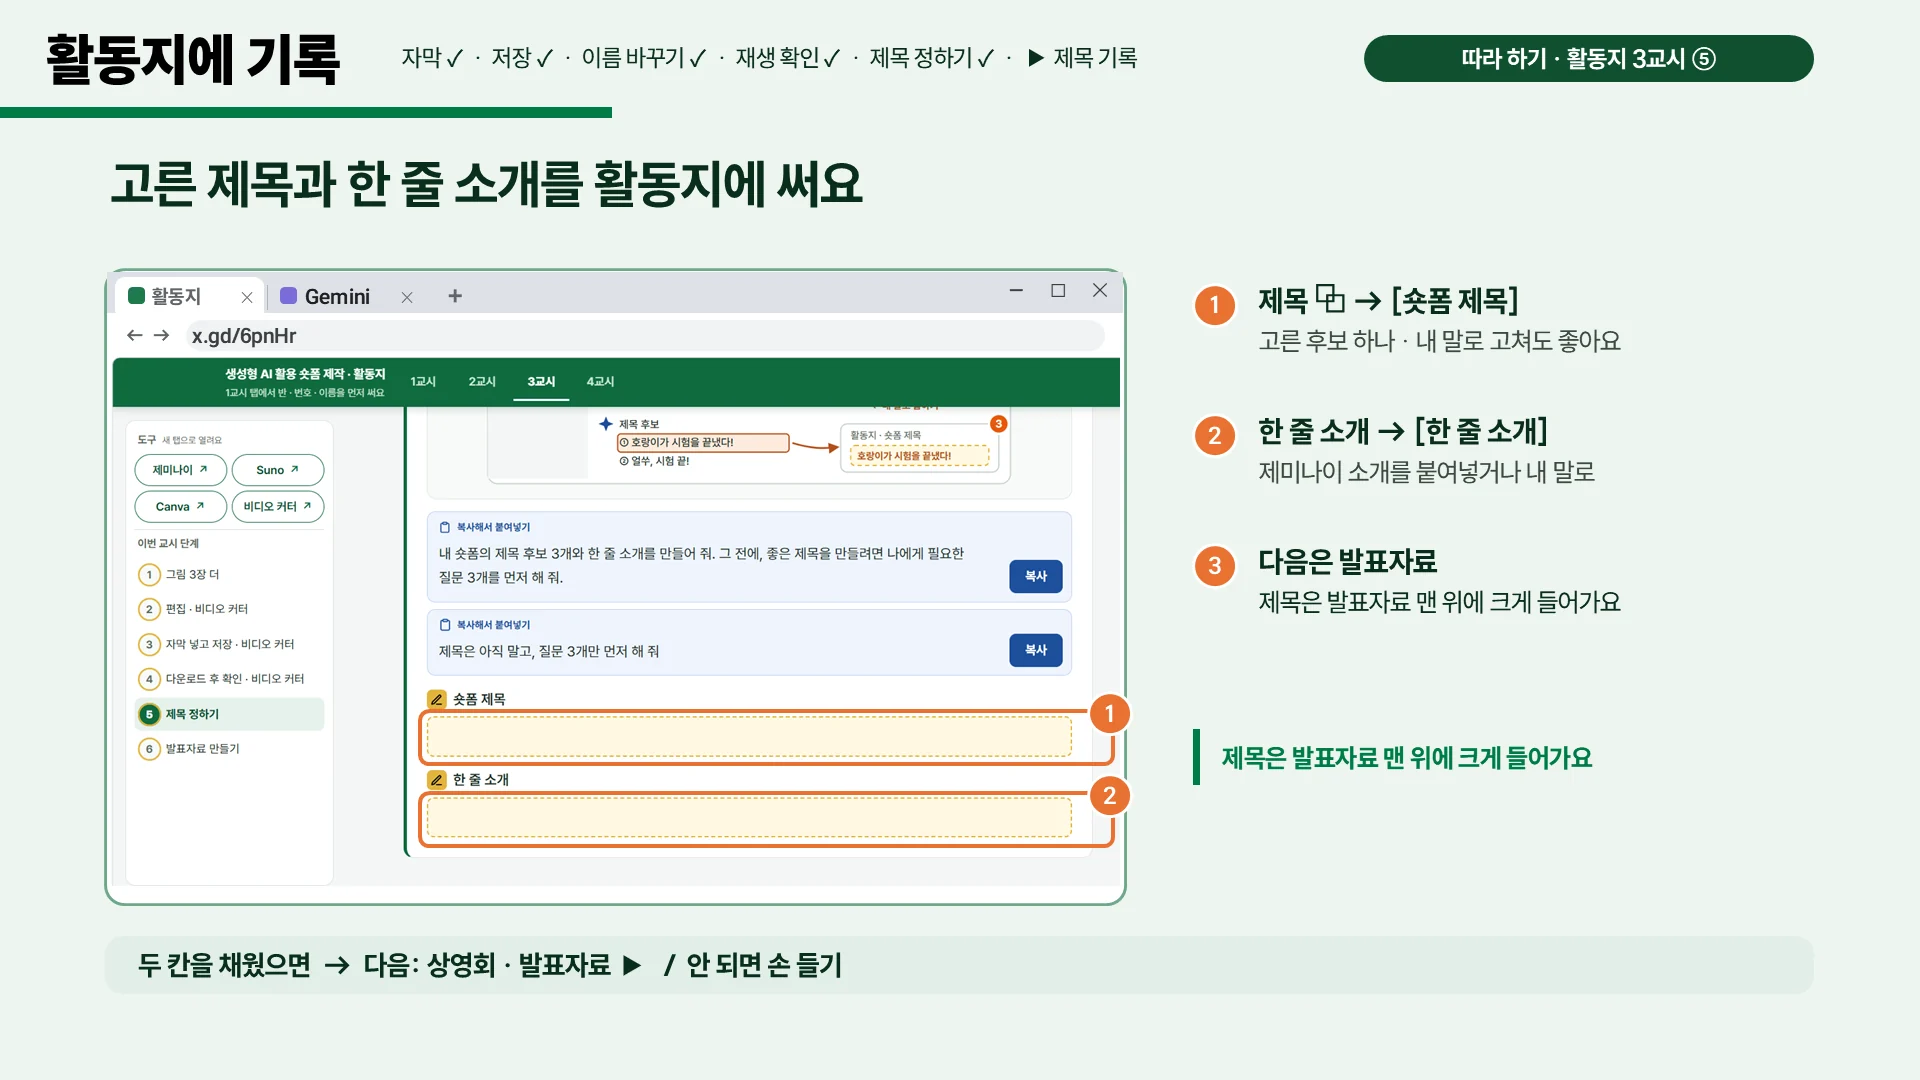 활동지에 기록
자막 ✓ · 저장 ✓ · 이름 바꾸기 ✓ · 재생 확인 ✓ · 제목 정하기 ✓ · ▶ 제목 기록
따라 하기 · 활동지 3교시 ⑤
고른 제목과 한 줄 소개를 활동지에 써요
활동지 Gemini
x.gd/6pnHr
생성형 AI 활용 숏폼 제작 · 활동지
1교시 탭에서 반 · 번호 · 이름을 먼저 써요
1교시 2교시 3교시 4교시
도구 새 탭으로 열려요
제미나이 ↗ Suno ↗
Canva ↗ 비디오 커터 ↗
이번 교시 단계
1 그림 3장 더
2 편집 · 비디오 커터
3 자막 넣고 저장 · 비디오 커터
4 다운로드 후 확인 · 비디오 커터
5 제목 정하기
6 발표자료 만들기
제목 후보
① 호랑이가 시험을 끝냈다!
② 얼쑤, 시험 끝!
3
활동지 · 숏폼 제목
호랑이가 시험을 끝냈다!
복사해서 붙여넣기
내 숏폼의 제목 후보 3개와 한 줄 소개를 만들어 줘. 그 전에, 좋은 제목을 만들려면 나에게 필요한
질문 3개를 먼저 해 줘.
복사
복사해서 붙여넣기
제목은 아직 말고, 질문 3개만 먼저 해 줘
복사
숏폼 제목
1
한 줄 소개
2
1 제목 → [숏폼 제목]
고른 후보 하나 · 내 말로 고쳐도 좋아요
2 한 줄 소개 → [한 줄 소개]
제미나이 소개를 붙여넣거나 내 말로
3 다음은 발표자료
제목은 발표자료 맨 위에 크게 들어가요
제목은 발표자료 맨 위에 크게 들어가요
두 칸을 채웠으면 → 다음: 상영회 · 발표자료 ▶ / 안 되면 손 들기